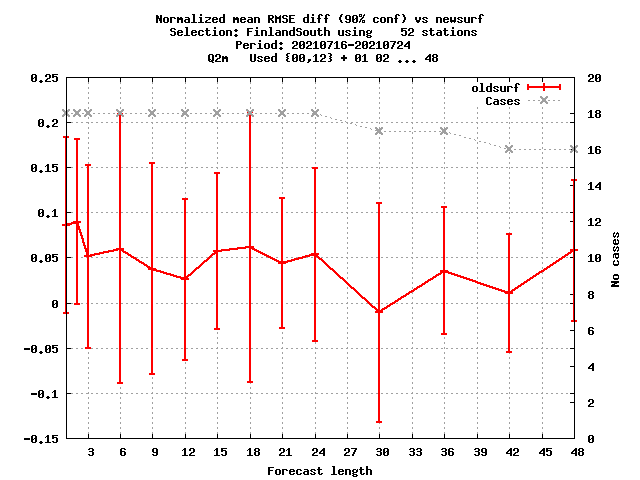 Normalized mean RMSE diff (90% conf) vs newsurf
Selection: FinlandSouth using    52 stations
Period: 20210716-20210724
Q2m   Used {00,12} + 01 02 ... 48
oldsurf
Cases
0.25
0.2
0.15
0.1
0.05
0
-0.05
-0.1
-0.15
20
18
16
14
12
10
8
6
4
2
0
No cases
3 6 9 12 15 18 21 24 27 30 33 36 39 42 45 48
Forecast length